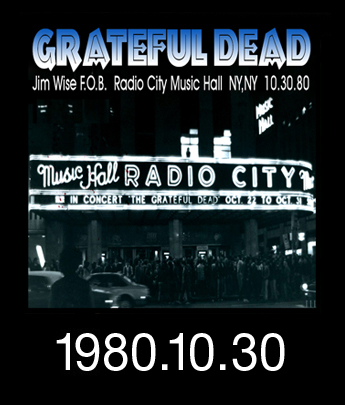 GRATEFUL DEAD
Jim Wise F.O.B. Radio City Music Hall NY,NY 10.30.80
Music Hall
Music Hall RADIO CITY
IN CONCERT 'THE GRATEFUL DEAD' OCT. 22 TO OCT 31
1980.10.30